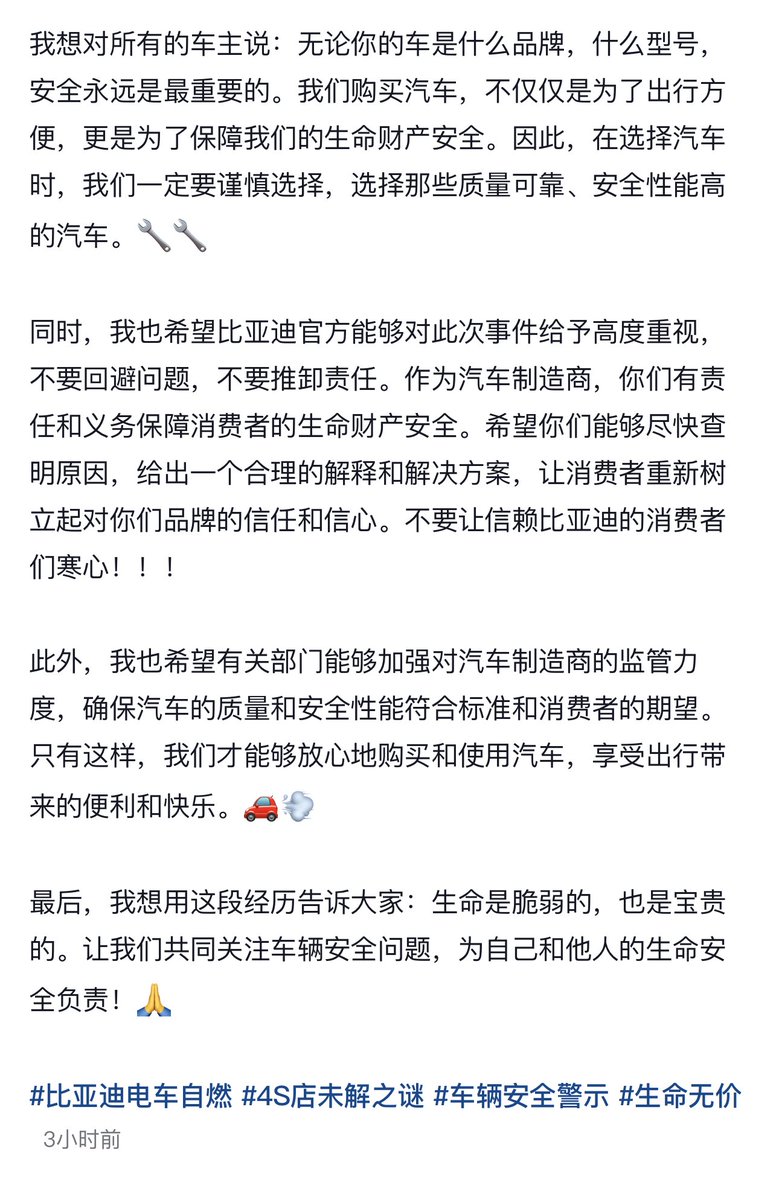 我想对所有的车主说：无论你的车是什么品牌，什么型号，
安全永远是最重要的。我们购买汽车，不仅仅是为了出行方
便，更是为了保障我们的生命财产安全。因此，在选择汽车
时，我们一定要谨慎选择，选择那些质量可靠、安全性能高
的汽车。🔧🔧
同时，我也希望比亚迪官方能够对此次事件给予高度重视，
不要回避问题，不要推卸责任。作为汽车制造商，你们有责
任和义务保障消费者的生命财产安全。希望你们能够尽快查
明原因，给出一个合理的解释和解决方案，让消费者重新树
立起对你们品牌的信任和信心。不要让信赖比亚迪的消费者
们寒心！！！
此外，我也希望有关部门能够加强对汽车制造商的监管力
度，确保汽车的质量和安全性能符合标准和消费者的期望。
只有这样，我们才能够放心地购买和使用汽车，享受出行带
来的便利和快乐。🚗💨
最后，我想用这段经历告诉大家：生命是脆弱的，也是宝贵
的。让我们共同关注车辆安全问题，为自己和他人的生命安
全负责！🙏
#比亚迪电车自燃 #4S店未解之谜 #车辆安全警示 #生命无价
3小时前